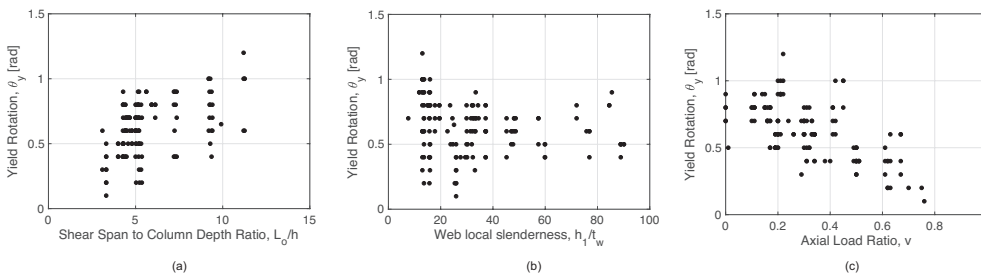 (a)
1.5
1
0.5
0
Yield Rotation, θy [rad]
0 5 10 15
Shear Span to Column Depth Ratio, Lo/h
(a)
(b)
1.5
1
0.5
0
Yield Rotation, θy [rad]
0 20 40 60 80 100
Web local slenderness, h1/tw
(b)
(c)
1.5
1
0.5
0
Yield Rotation, θy [rad]
0 0.2 0.4 0.6 0.8
Axial Load Ratio, v
(c)